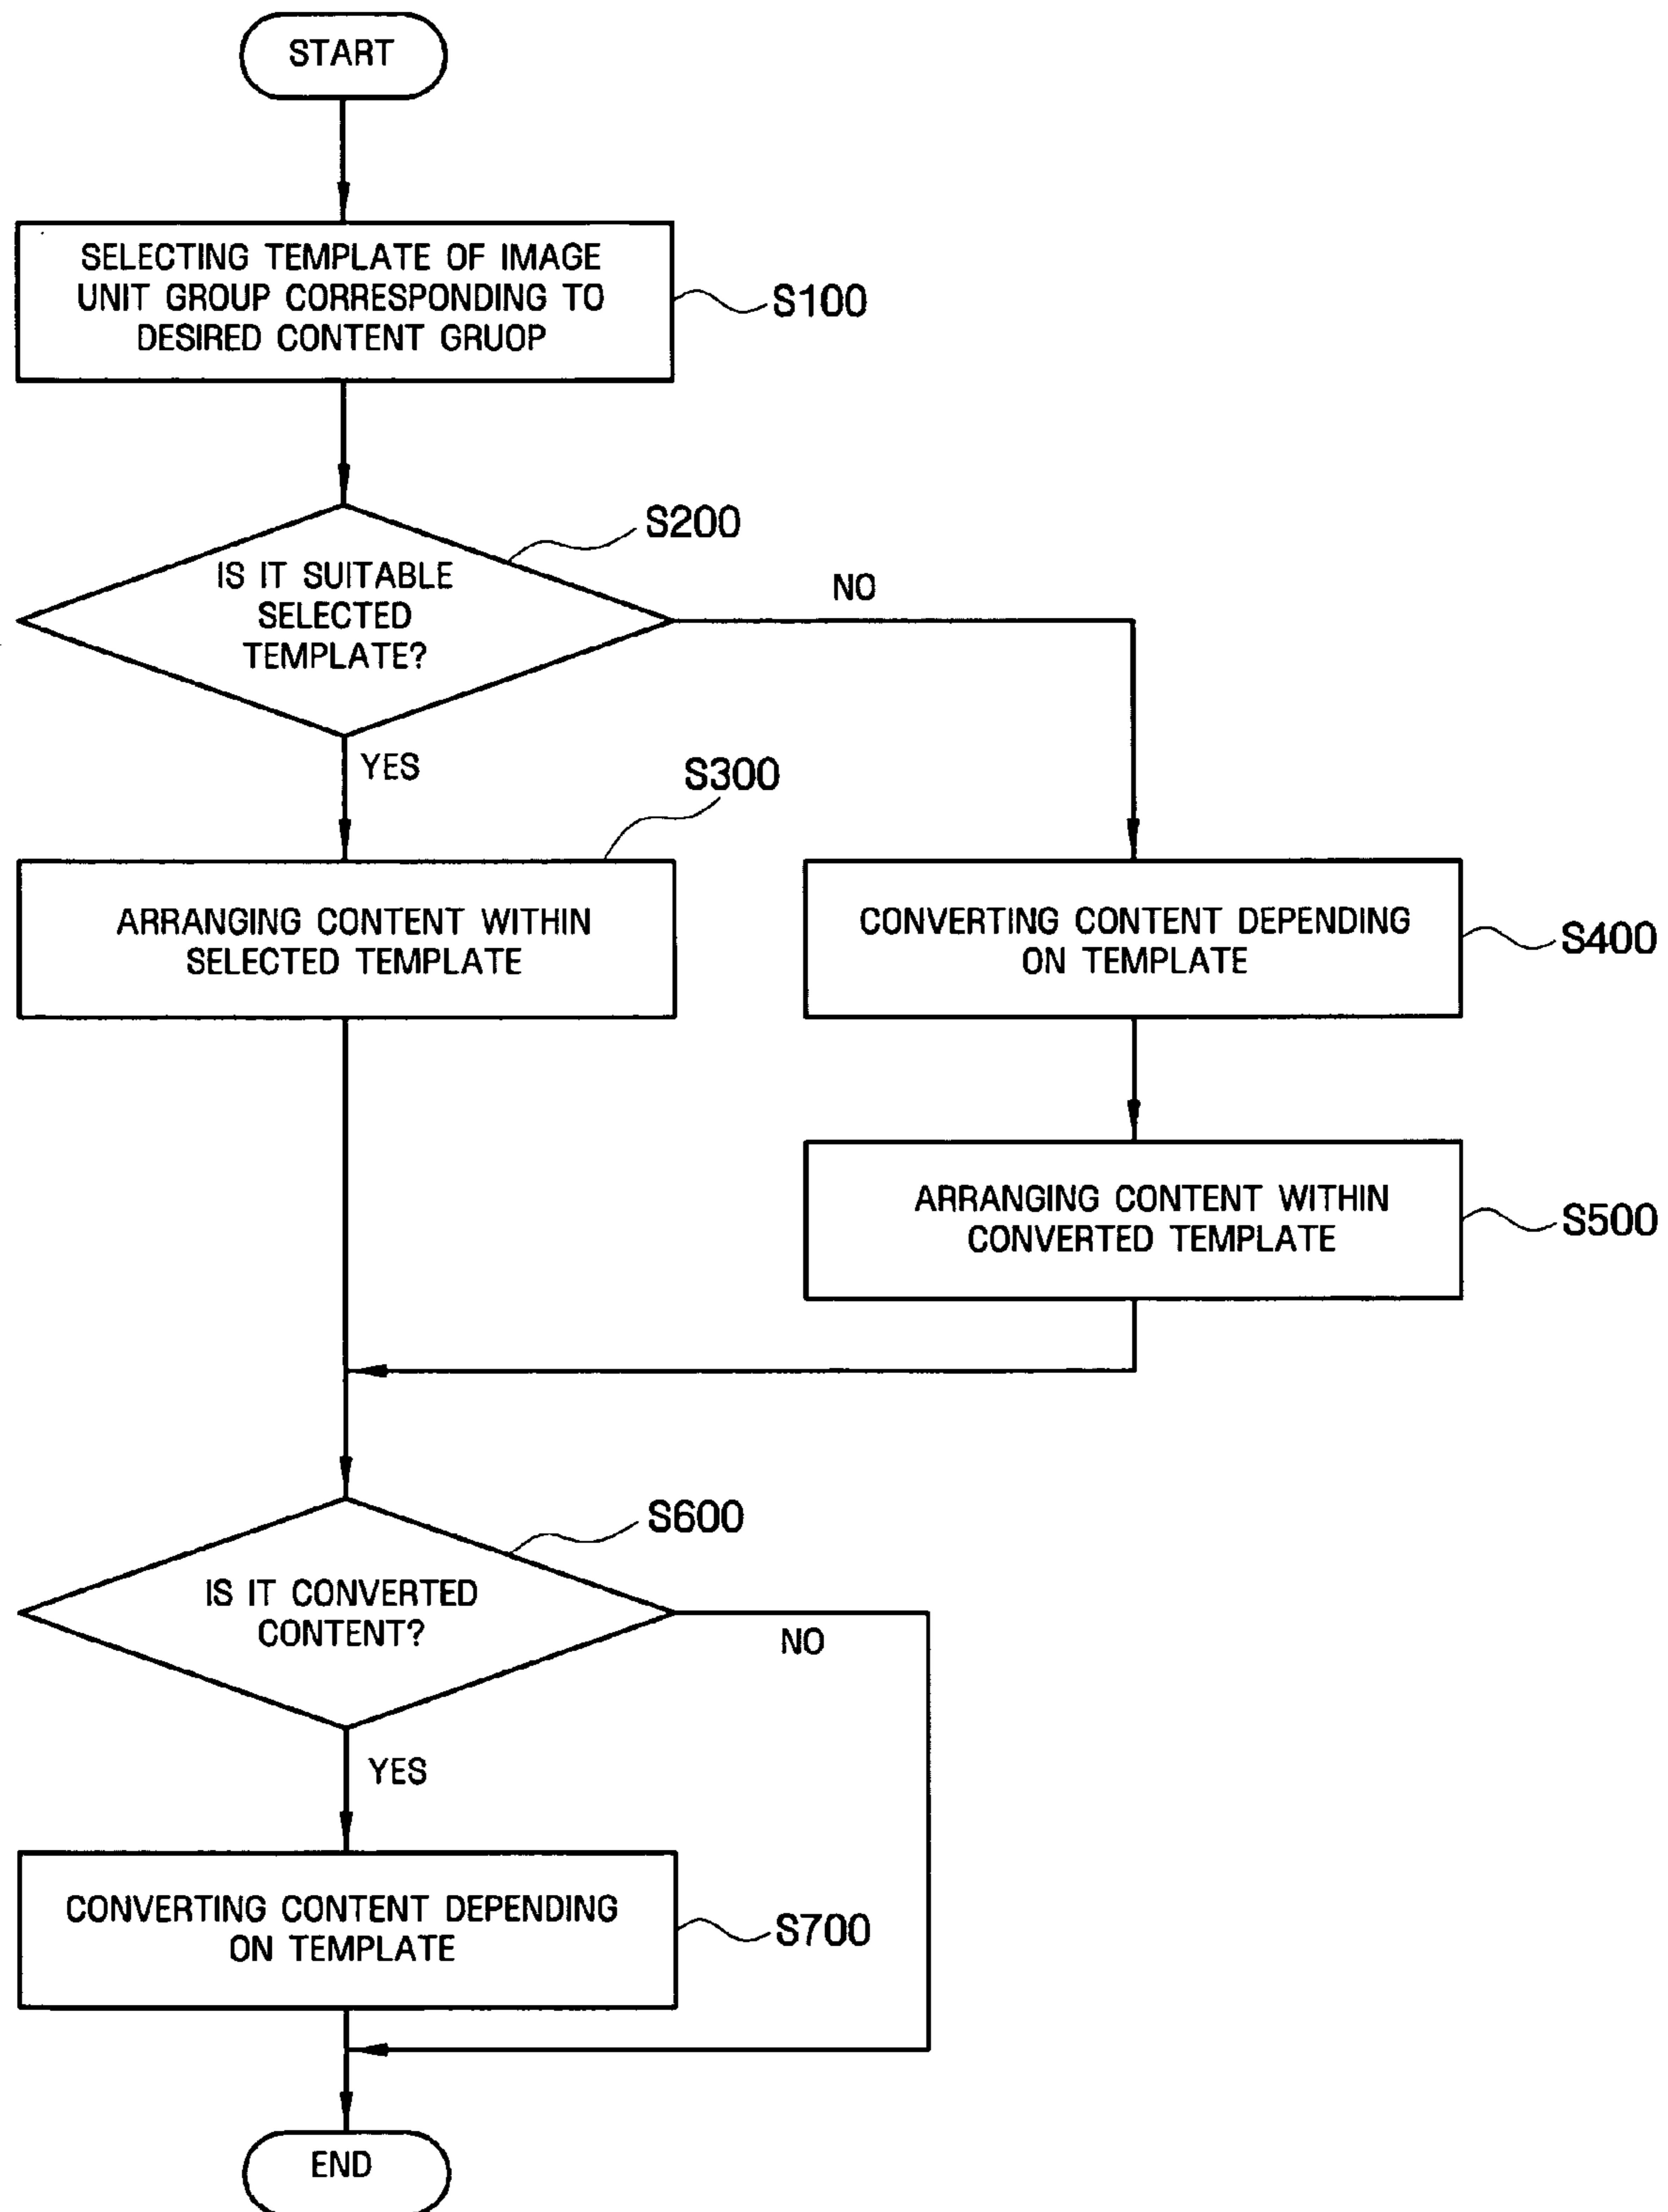 START
SELECTING TEMPLATE OF IMAGE
UNIT GROUP CORRESPONDING TO
DESIRED CONTENT GRUOP
S100
S200
IS IT SUITABLE
SELECTED
TEMPLATE?
NO
YES
S300
ARRANGING CONTENT WITHIN
SELECTED TEMPLATE
CONVERTING CONTENT DEPENDING
ON TEMPLATE
S400
ARRANGING CONTENT WITHIN
CONVERTED TEMPLATE
S500
S600
IS IT CONVERTED
CONTENT?
NO
YES
CONVERTING CONTENT DEPENDING
ON TEMPLATE
S700
END